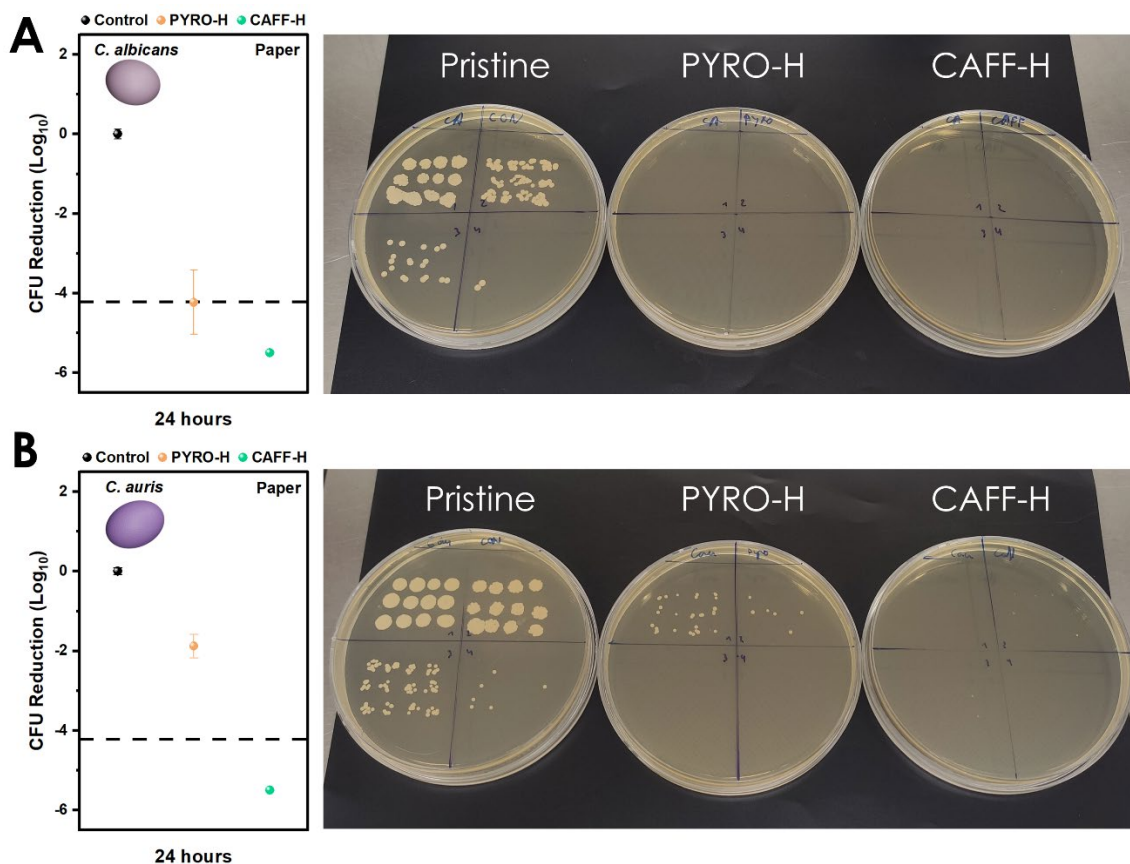 A
Control PYRO-H CAFF-H
C. albicans Paper
CFU Reduction (Log10)
2
0
-2
-4
-6
24 hours
Pristine PYRO-H CAFF-H
CA CON
1 2
3 4
CA PYRO
1 2
3 4
CA CAFF
1 2
3 4
B
Control PYRO-H CAFF-H
C. auris Paper
CFU Reduction (Log10)
2
0
-2
-4
-6
24 hours
Pristine PYRO-H CAFF-H
CON
1 2
3 4
Pyro
1 2
3 4
1 2
3